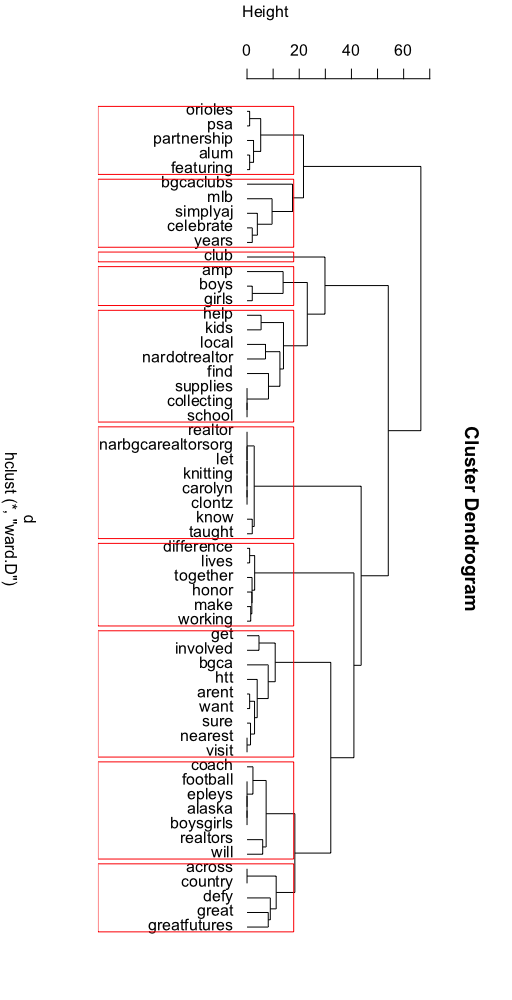 Height
0 20 40 60
orioles
psa
partnership
alum
featuring
bgcaclubs
mlb
simplyaj
celebrate
years
club
amp
boys
girls
help
kids
local
nardotrealtor
find
supplies
collecting
school
realtor
narbgcarealtorsorg
let
knitting
carolyn
clontz
know
taught
difference
lives
together
honor
make
working
get
involved
bgca
htt
arent
want
sure
nearest
visit
coach
football
epleys
alaska
boysgirls
realtors
will
across
country
defy
great
greatfutures
Cluster Dendrogram
d
hclust (*, "ward.D")